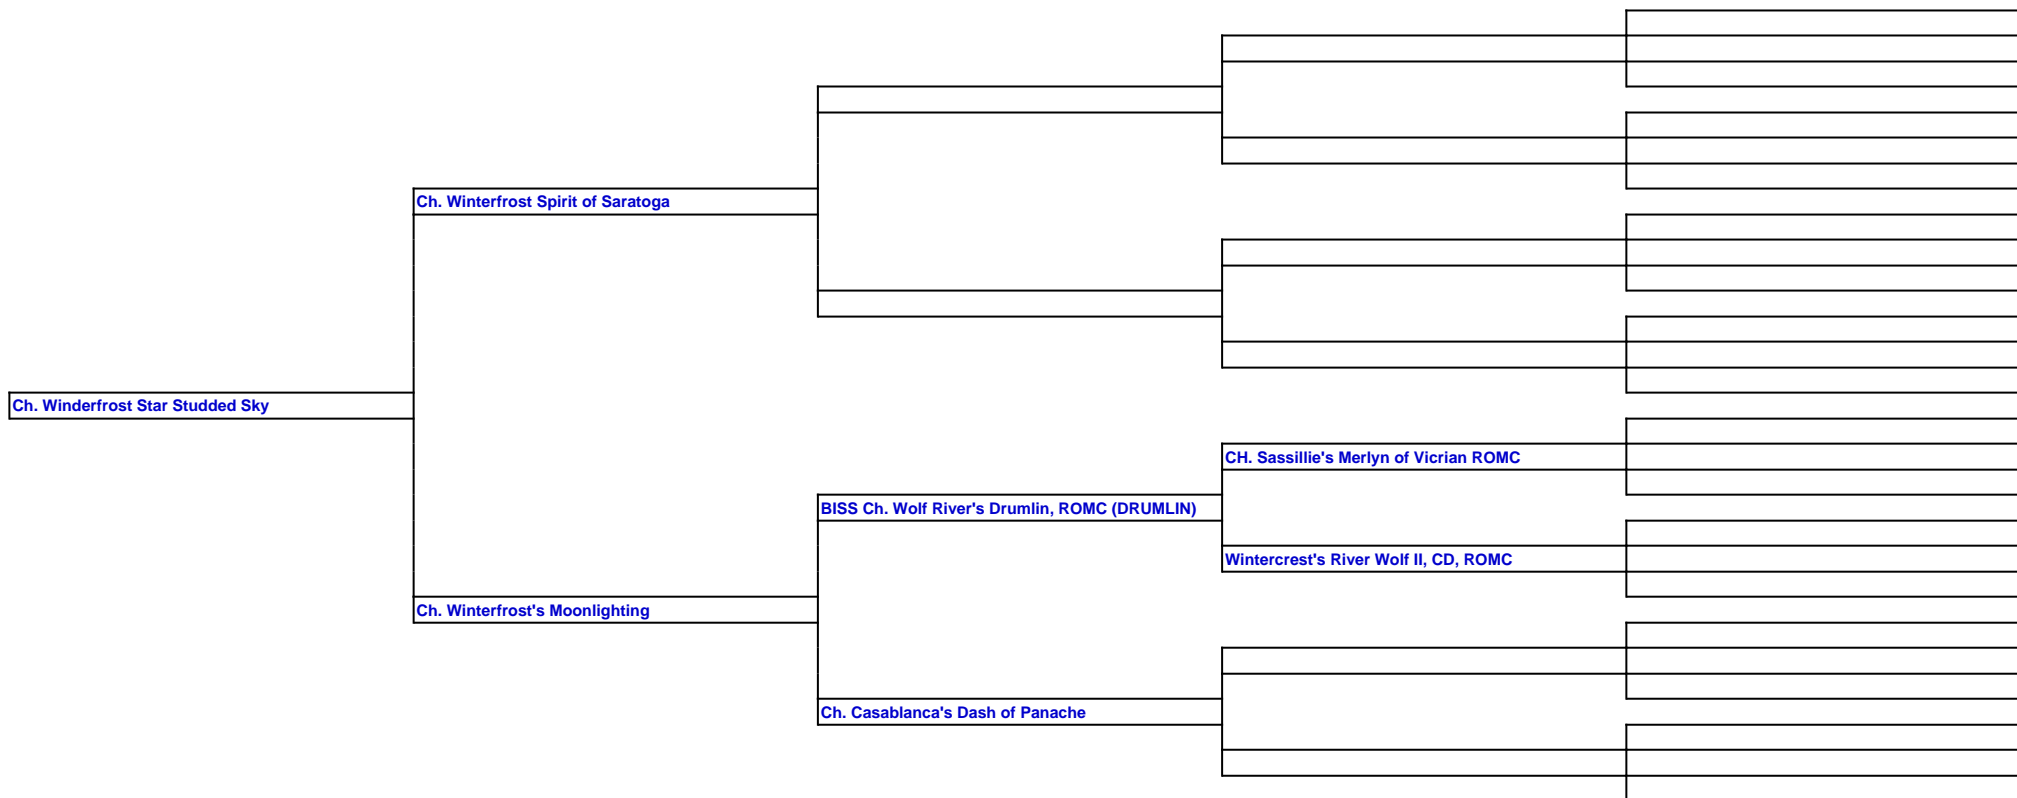 Ch. Winterfrost Spirit of Saratoga
Ch. Winderfrost Star Studded Sky
CH. Sassillie's Merlyn of Vicrian ROMC
BISS Ch. Wolf River's Drumlin, ROMC (DRUMLIN)
Wintercrest's River Wolf II, CD, ROMC
Ch. Winterfrost's Moonlighting
Ch. Casablanca's Dash of Panache